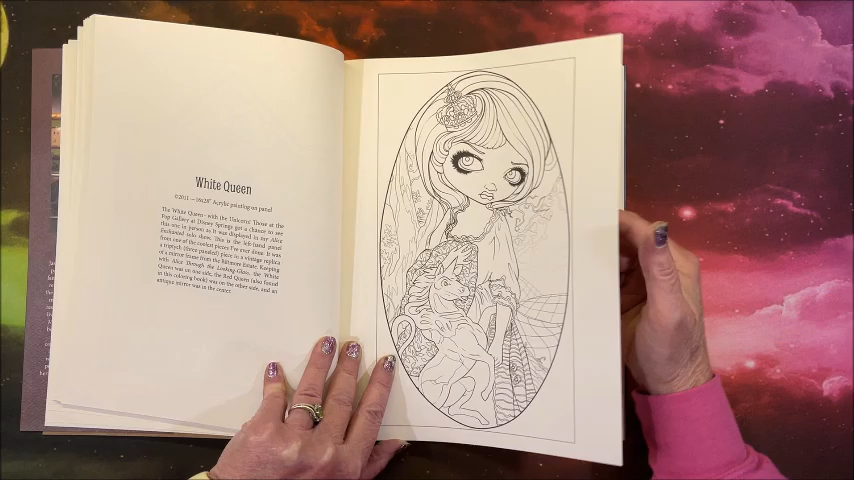 White Queen
©2011 — 18x28" Acrylic painting on panel
The White Queen - with the Unicorn! Those at the
Pop Gallery at Disney Springs got a chance to see
this one in person as it was displayed in my Alice
Enchanted solo show. This is the left-hand panel
from one of the coolest pieces I've ever done. It was
a triptych (three-paneled) piece in a vintage replica
of a mirror frame from the Biltmore Estate. Keeping
with Alice Through the Looking Glass, the White
Queen was on one side, the Red Queen (also found
in this coloring book) was on the other side, and an
antique mirror was in the center.